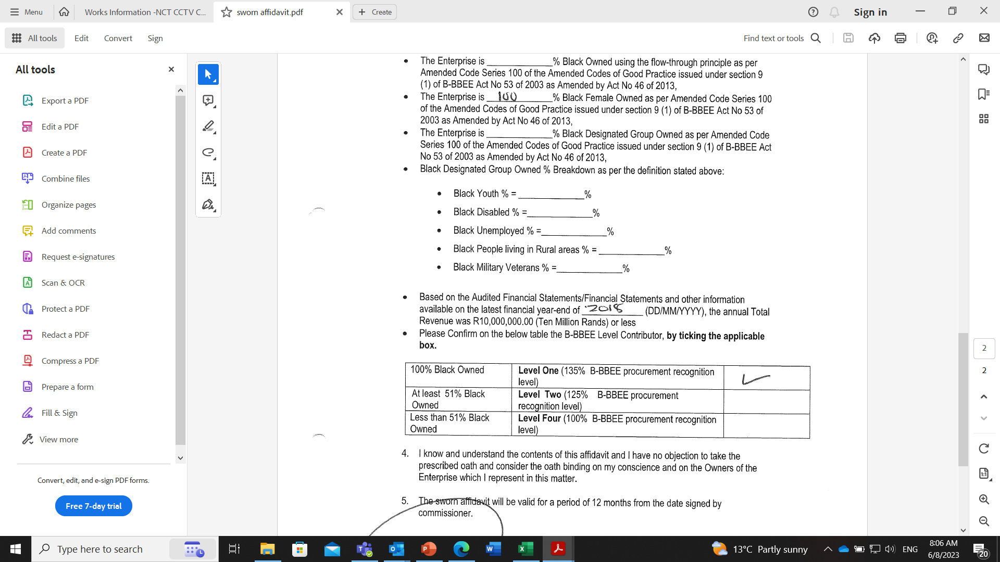 Menu
Works Information -NCT CCTV C...
sworn affidavit.pdf
Create
Sign in
All tools
Edit
Convert
Sign
Find text or tools
All tools
Export a PDF
Edit a PDF
Create a PDF
Combine files
Organize pages
Add comments
Request e-signatures
Scan & OCR
Protect a PDF
Redact a PDF
Compress a PDF
Prepare a form
Fill & Sign
View more
Convert, edit, and e-sign PDF forms.
Free 7-day trial
• The Enterprise is ____________% Black Owned using the flow-through principle as per
Amended Code Series 100 of the Amended Codes of Good Practice issued under section 9
(1) of B-BBEE Act No 53 of 2003 as Amended by Act No 46 of 2013,
• The Enterprise is __100________% Black Female Owned as per Amended Code Series 100
of the Amended Codes of Good Practice issued under section 9 (1) of B-BBEE Act No 53 of
2003 as Amended by Act No 46 of 2013,
• The Enterprise is ____________% Black Designated Group Owned as per Amended Code
Series 100 of the Amended Codes of Good Practice issued under section 9 (1) of B-BBEE Act
No 53 of 2003 as Amended by Act No 46 of 2013,
• Black Designated Group Owned % Breakdown as per the definition stated above:
• Black Youth % = ____________%
• Black Disabled % =____________%
• Black Unemployed % =____________%
• Black People living in Rural areas % = ____________%
• Black Military Veterans % =____________%
• Based on the Audited Financial Statements/Financial Statements and other information
available on the latest financial year-end of 2018 (DD/MM/YYYY), the annual Total
Revenue was R10,000,000.00 (Ten Million Rands) or less
• Please Confirm on the below table the B-BBEE Level Contributor, by ticking the applicable
box.
100% Black Owned
Level One (135% B-BBEE procurement recognition
level)
At least 51% Black
Owned
Level Two (125% B-BBEE procurement
recognition level)
Less than 51% Black
Owned
Level Four (100% B-BBEE procurement recognition
level)
4. I know and understand the contents of this affidavit and I have no objection to take the
prescribed oath and consider the oath binding on my conscience and on the Owners of the
Enterprise which I represent in this matter.
5. The sworn affidavit will be valid for a period of 12 months from the date signed by
commissioner.
2
2
Type here to search
13°C Partly sunny
ENG
8:06 AM
6/8/2023
20